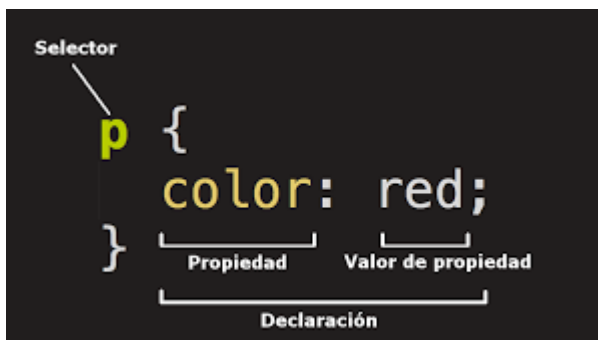 Selector
p {
color: red;
}
Propiedad Valor de propiedad
Declaración